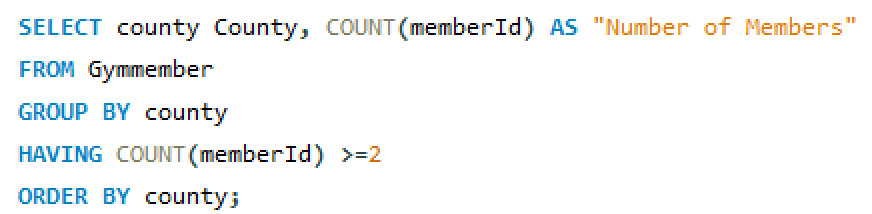 SELECT county County, COUNT(memberId) AS "Number of Members"
FROM Gymmember
GROUP BY county
HAVING COUNT(memberId) >=2
ORDER BY county;